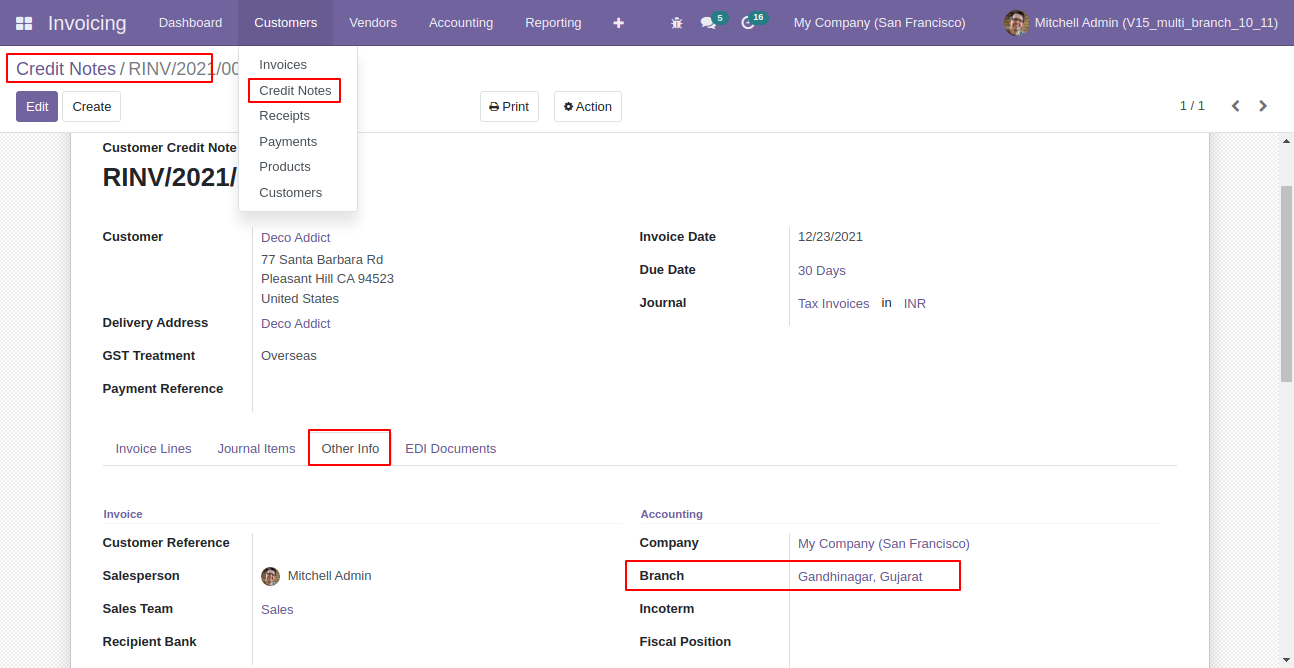 Invoicing Dashboard Customers Vendors Accounting Reporting 5 16 My Company (San Francisco) Mitchell Admin (V15_multi_branch_10_11)
Credit Notes / RINV/2021/00
Invoices
Credit Notes
Receipts
Payments
Products
Customers
Edit Create Print Action 1 / 1
Customer Credit Note
RINV/2021/
Customer Deco Addict
77 Santa Barbara Rd
Pleasant Hill CA 94523
United States
Delivery Address Deco Addict
GST Treatment Overseas
Payment Reference
Invoice Date 12/23/2021
Due Date 30 Days
Journal Tax Invoices in INR
Invoice Lines Journal Items Other Info EDI Documents
Invoice
Customer Reference
Salesperson Mitchell Admin
Sales Team Sales
Recipient Bank
Accounting
Company My Company (San Francisco)
Branch Gandhinagar, Gujarat
Incoterm
Fiscal Position